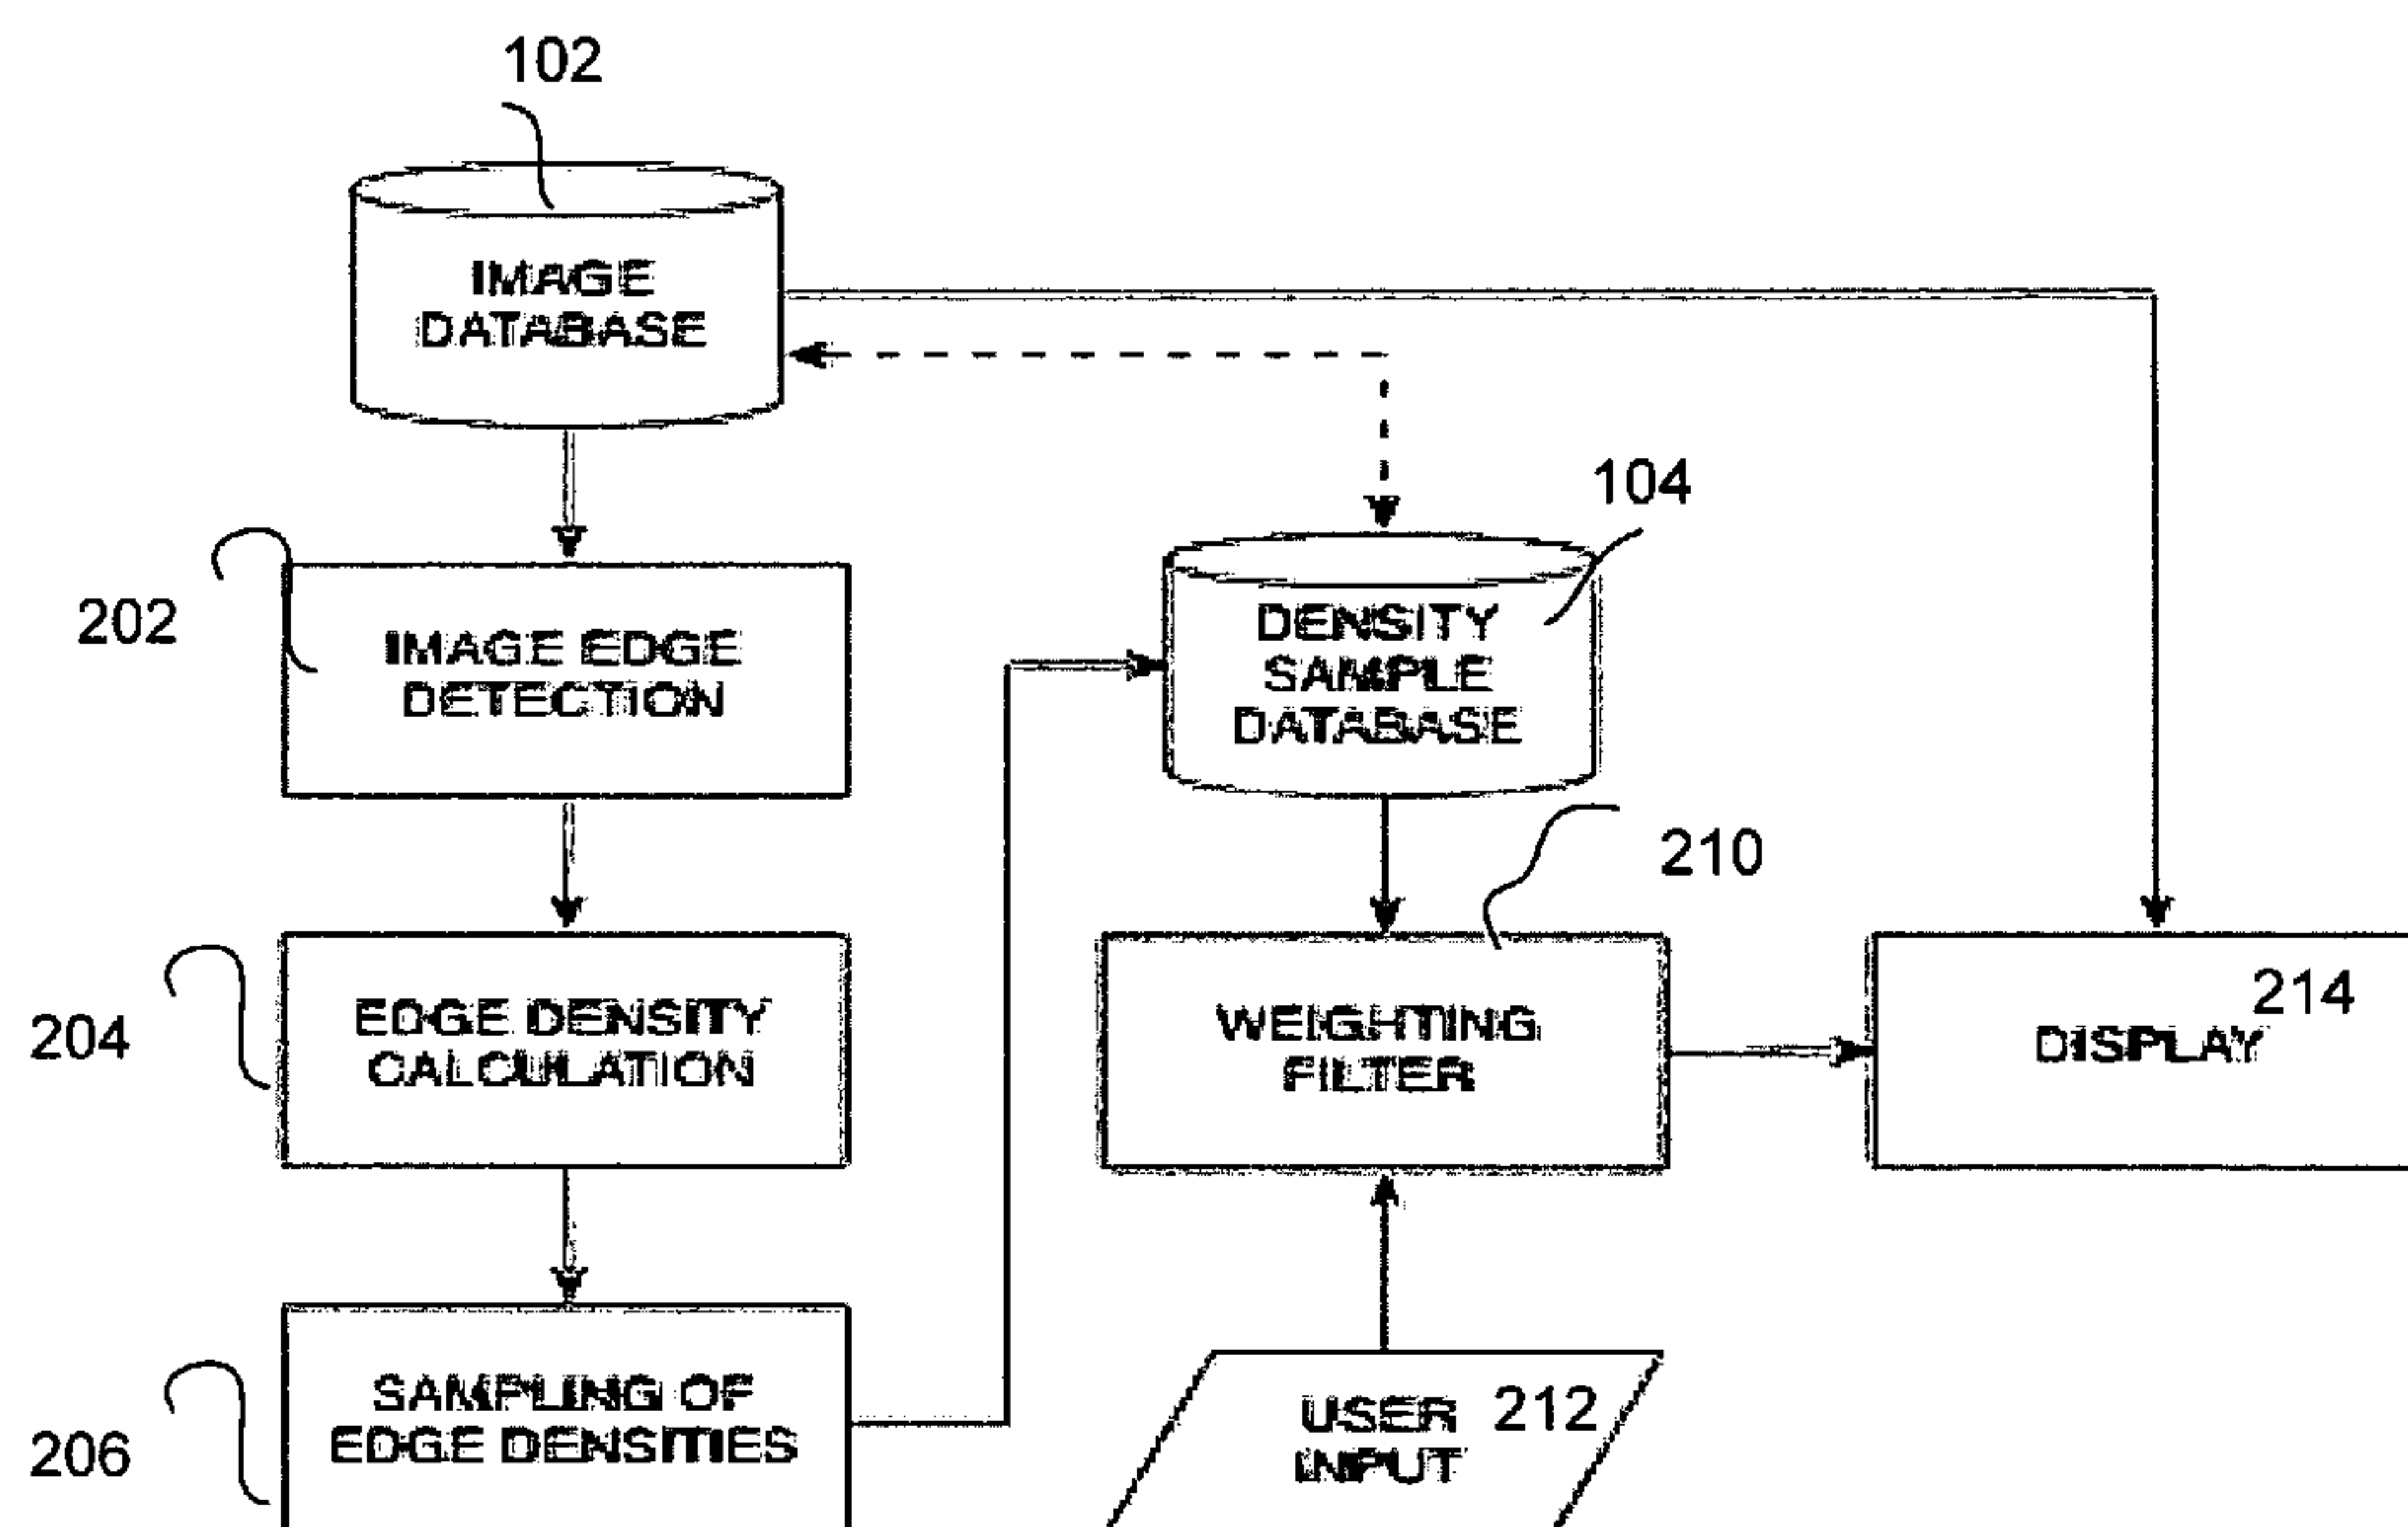 102
IMAGE
DATABASE
104
202
IMAGE EDGE
DETECTION
DENSITY
SAMPLE
DATABASE
210
204
EDGE DENSITY
CALCULATION
WEIGHTING
FILTER
214
DISPLAY
206
SAMPLING OF
EDGE DENSITIES
USER
INPUT
212